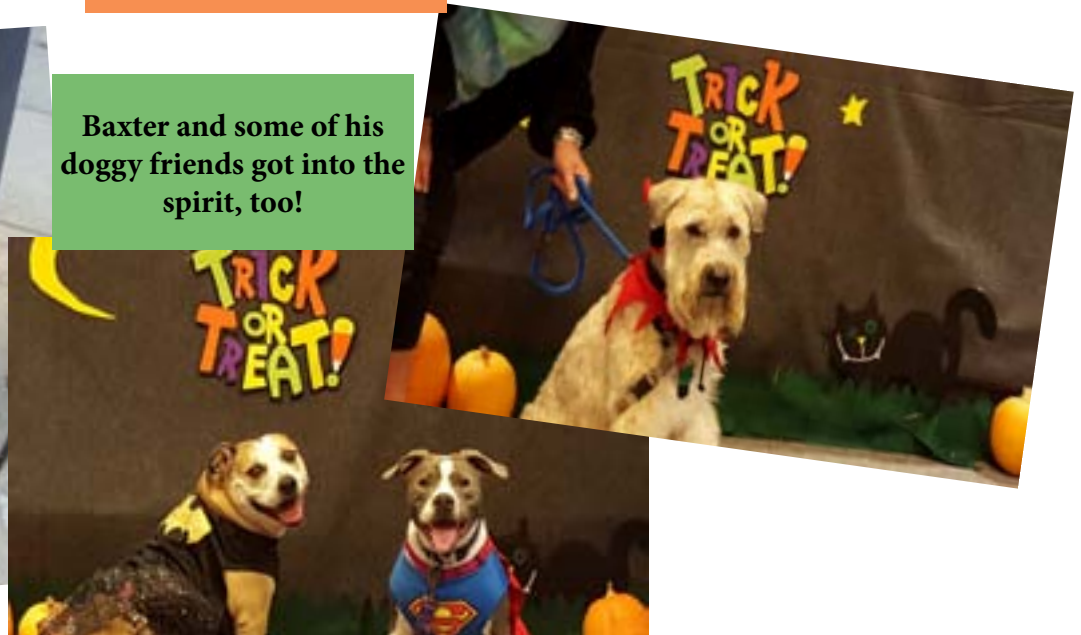 Baxter and some of his
doggy friends got into the
spirit, too!
TRICK
OR
TREAT!
TRICK
OR
TREAT!